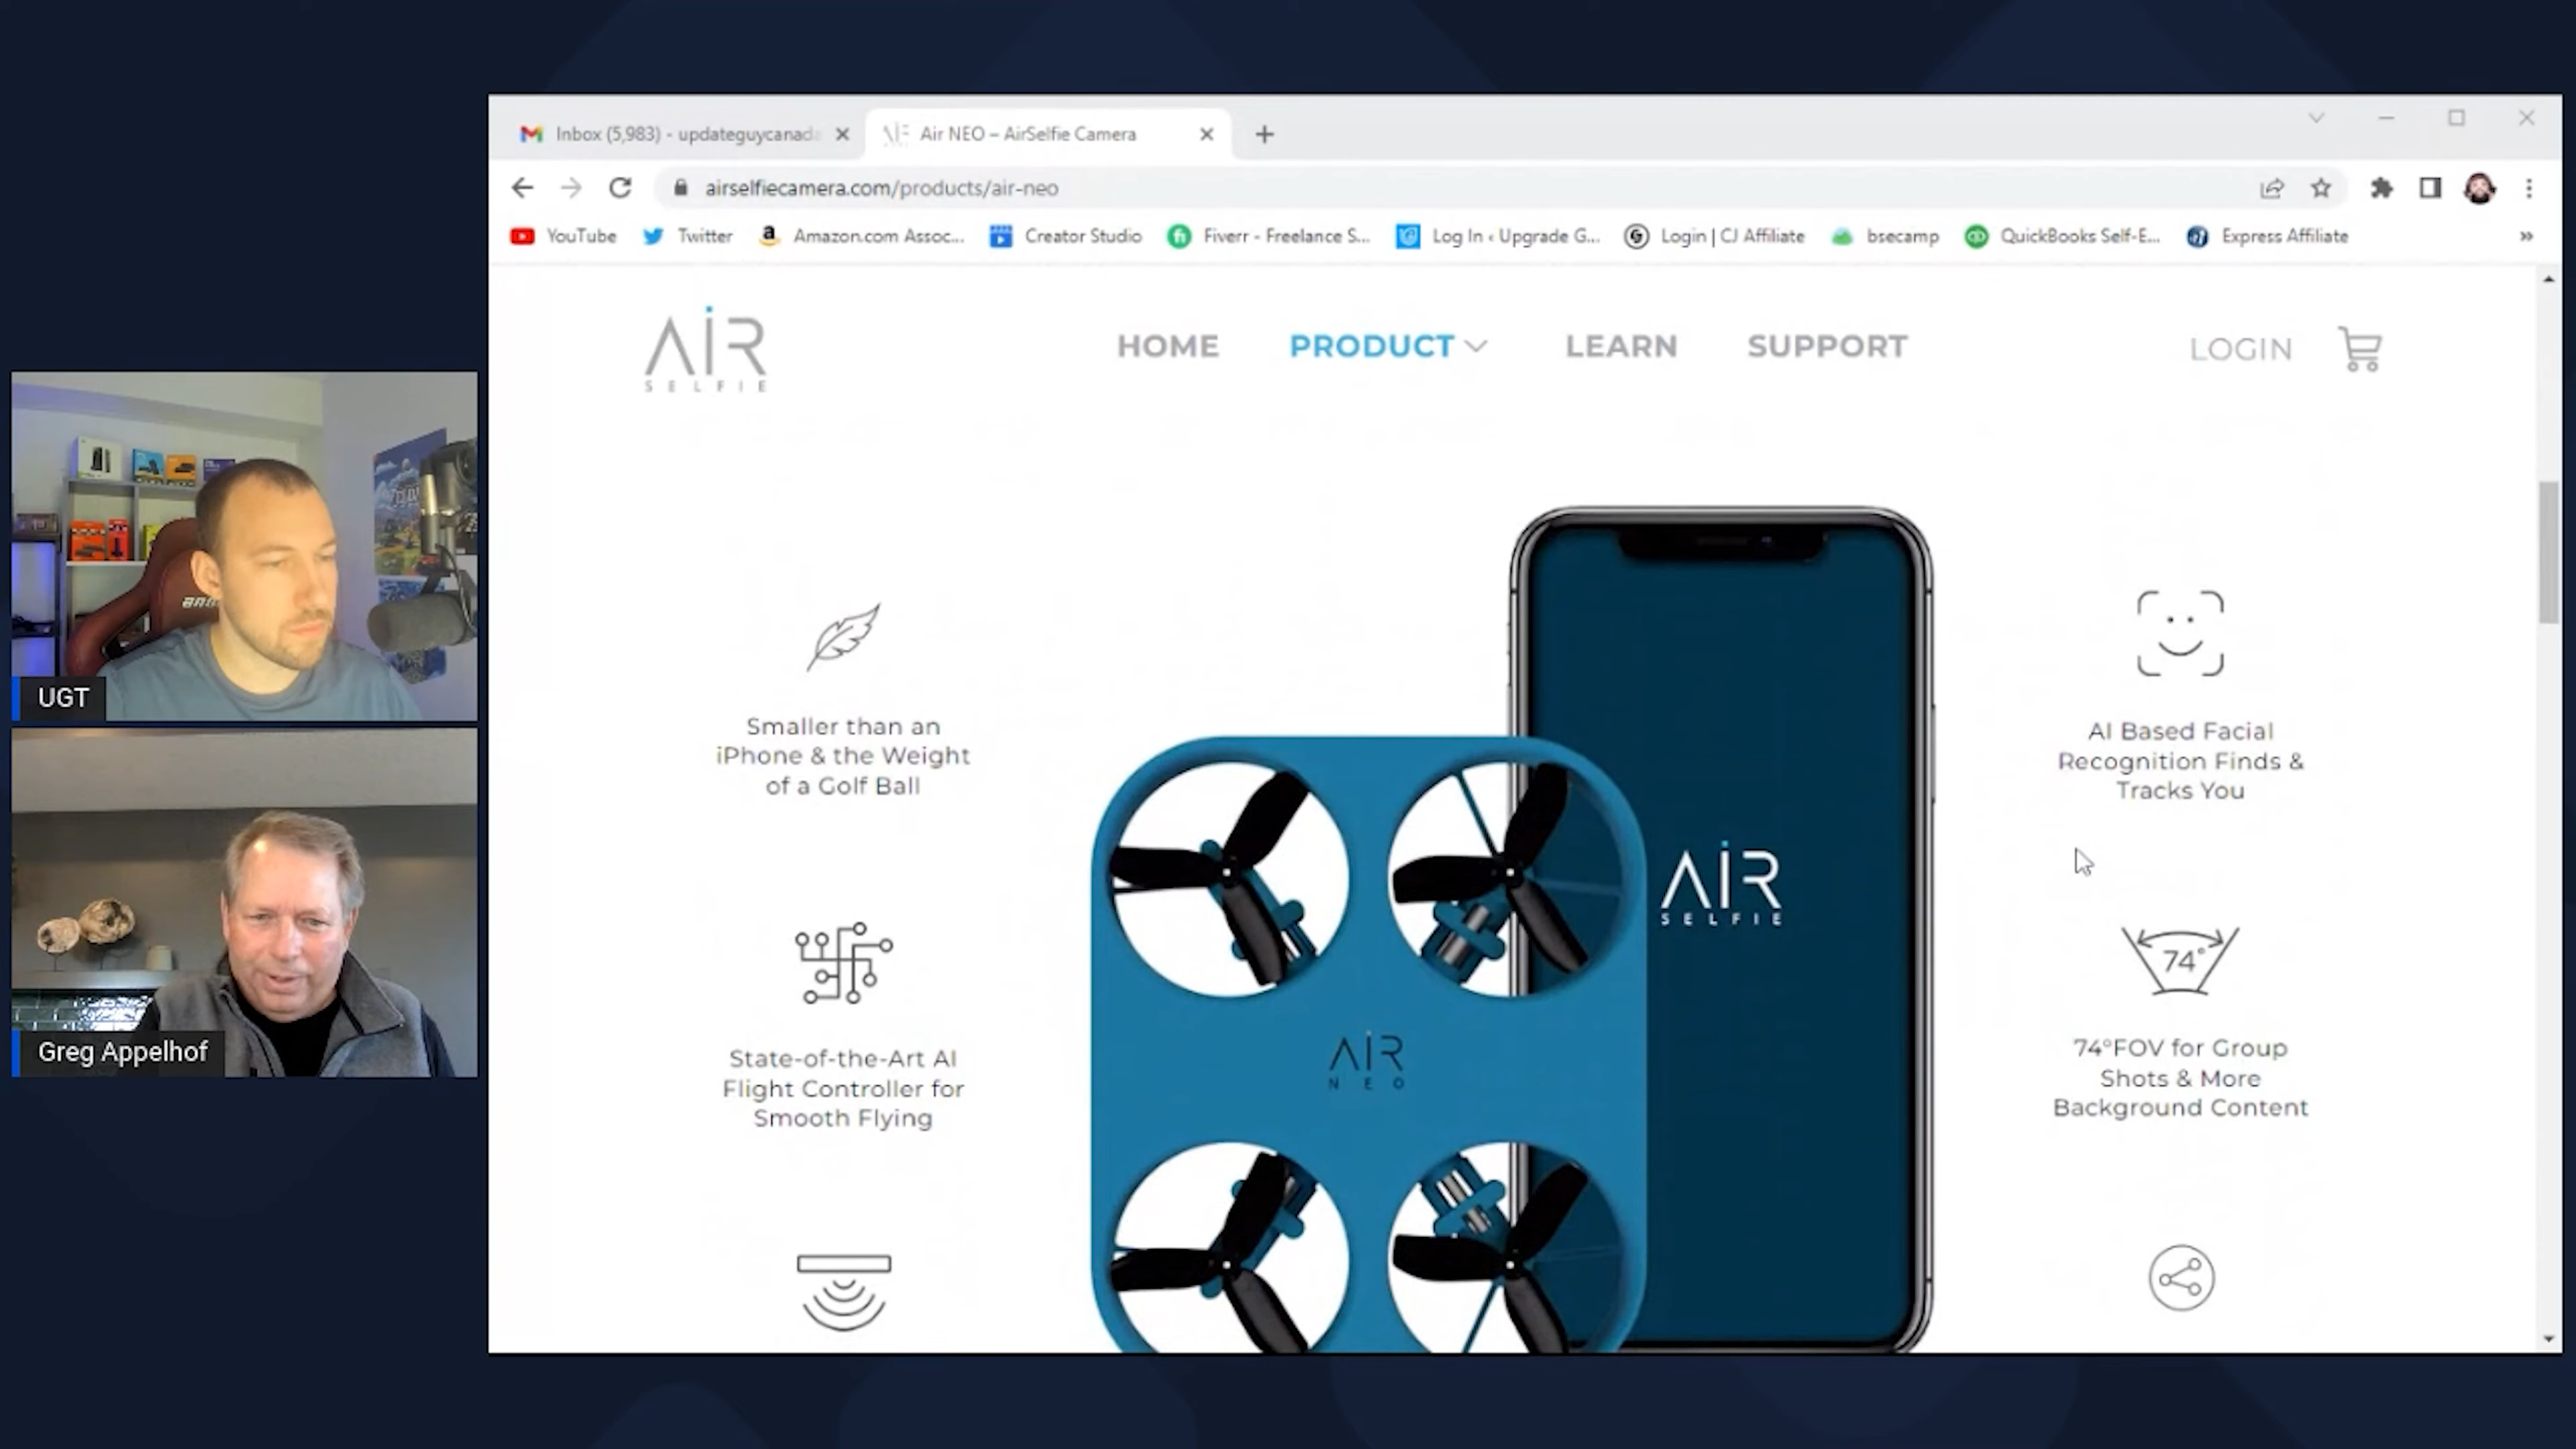 Inbox (5,983) - updateguycanada
Air NEO – AirSelfie Camera
airselfiecamera.com/products/air-neo
YouTube
Twitter
Amazon.com Assoc...
Creator Studio
Fiverr - Freelance S...
Log In ‹ Upgrade G...
Login | CJ Affiliate
bsecamp
QuickBooks Self-E...
Express Affiliate
»
AiR
SELFIE
HOME
PRODUCT
LEARN
SUPPORT
LOGIN
Smaller than an
iPhone & the Weight
of a Golf Ball
AI Based Facial
Recognition Finds &
Tracks You
UGT
AiR
SELFIE
74°
State-of-the-Art AI
Flight Controller for
Smooth Flying
AiR
NEO
74°FOV for Group
Shots & More
Background Content
Greg Appelhof